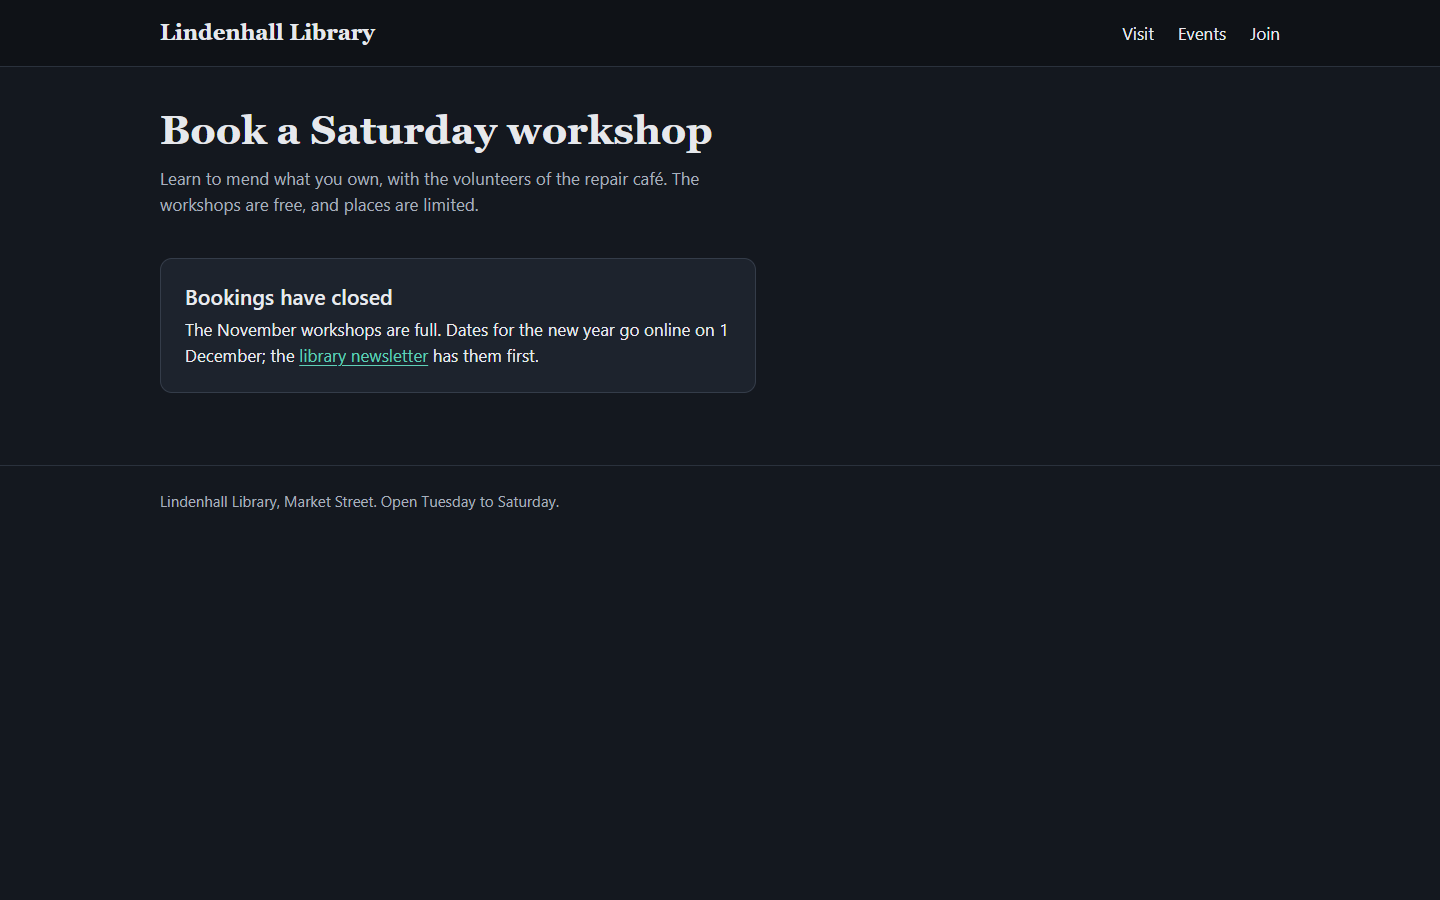 Lindenhall Library
Visit Events Join
Book a Saturday workshop
Learn to mend what you own, with the volunteers of the repair café. The
workshops are free, and places are limited.
Bookings have closed
The November workshops are full. Dates for the new year go online on 1
December; the library newsletter has them first.
Lindenhall Library, Market Street. Open Tuesday to Saturday.